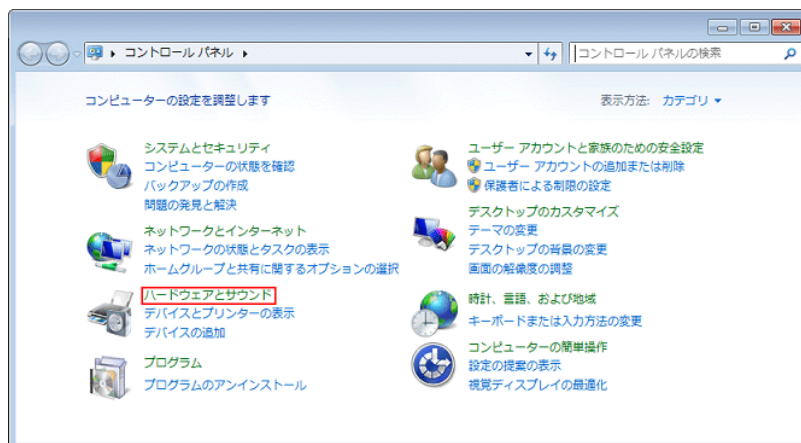 コントロール パネル
コントロール パネルの検索
コンピューターの設定を調整します
表示方法: カテゴリ
システムとセキュリティ
コンピューターの状態を確認
バックアップの作成
問題の発見と解決
ネットワークとインターネット
ネットワークの状態とタスクの表示
ホームグループと共有に関するオプションの選択
ハードウェアとサウンド
デバイスとプリンターの表示
デバイスの追加
プログラム
プログラムのアンインストール
ユーザー アカウントと家族のための安全設定
ユーザー アカウントの追加または削除
保護者による制限の設定
デスクトップのカスタマイズ
テーマの変更
デスクトップの背景の変更
画面の解像度の調整
時計、言語、および地域
キーボードまたは入力方法の変更
コンピューターの簡単操作
設定の提案の表示
視覚ディスプレイの最適化